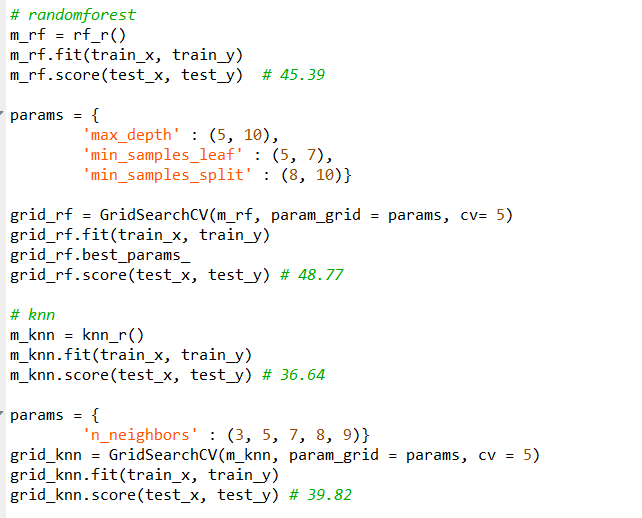 # randomforest
m_rf = rf_r()
m_rf.fit(train_x, train_y)
m_rf.score(test_x, test_y)  # 45.39
params = {
        'max_depth' : (5, 10),
        'min_samples_leaf' : (5, 7),
        'min_samples_split' : (8, 10)}
grid_rf = GridSearchCV(m_rf, param_grid = params, cv= 5)
grid_rf.fit(train_x, train_y)
grid_rf.best_params_
grid_rf.score(test_x, test_y) # 48.77
# knn
m_knn = knn_r()
m_knn.fit(train_x, train_y)
m_knn.score(test_x, test_y) # 36.64
params = {
        'n_neighbors' : (3, 5, 7, 8, 9)}
grid_knn = GridSearchCV(m_knn, param_grid = params, cv = 5)
grid_knn.fit(train_x, train_y)
grid_knn.score(test_x, test_y) # 39.82